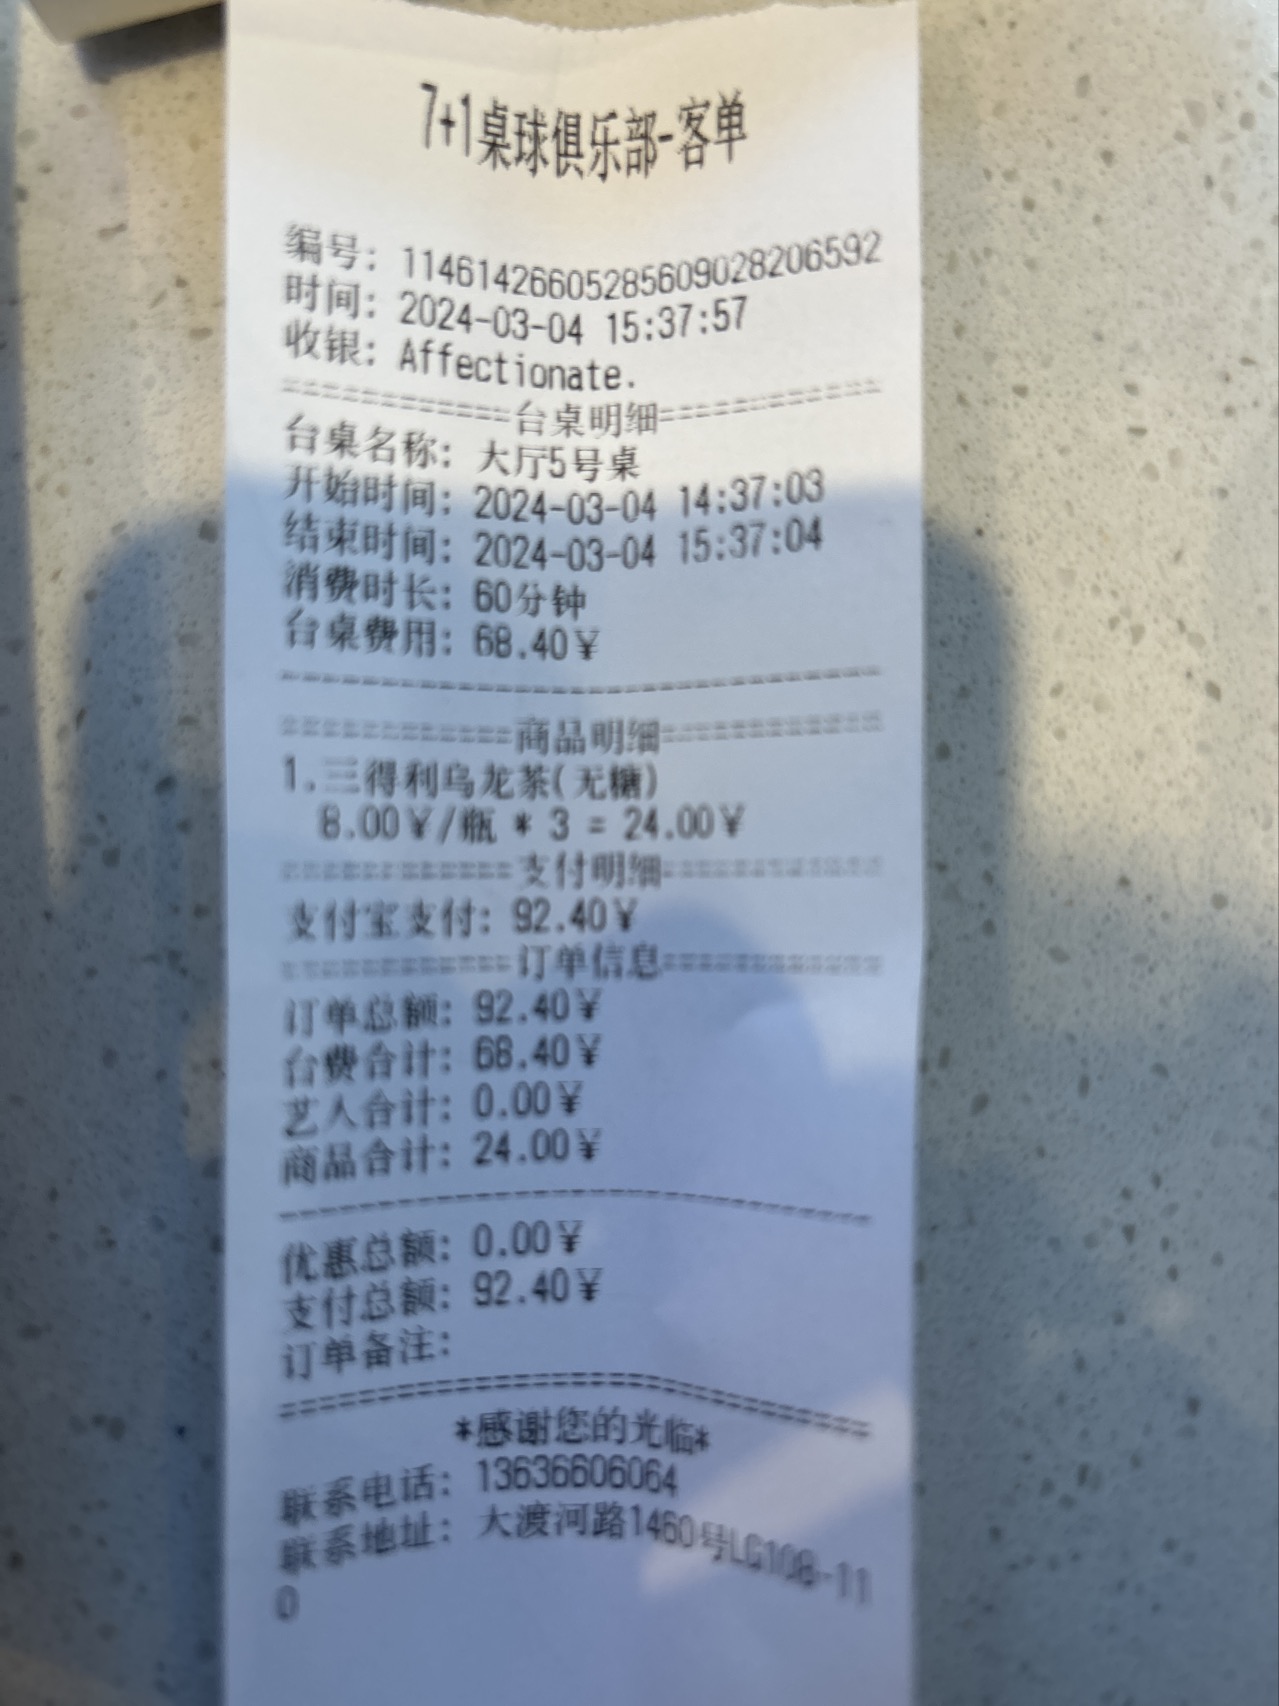 7+1桌球俱乐部-客单
编号: 11461426605285609028206592
时间: 2024-03-04 15:37:57
收银: Affectionate.
===========台桌明细===========
台桌名称: 大厅5号桌
开始时间: 2024-03-04 14:37:03
结束时间: 2024-03-04 15:37:04
消费时长: 60分钟
台桌费用: 68.40¥
------------------------------
===========商品明细===========
1.三得利乌龙茶(无糖)
8.00¥/瓶 * 3 = 24.00¥
===========支付明细===========
支付宝支付: 92.40¥
===========订单信息===========
订单总额: 92.40¥
台费合计: 68.40¥
艺人合计: 0.00¥
商品合计: 24.00¥
------------------------------
优惠总额: 0.00¥
支付总额: 92.40¥
订单备注:
==============================
*感谢您的光临*
联系电话: 13636606064
联系地址: 大渡河路1460号LG108-11
0